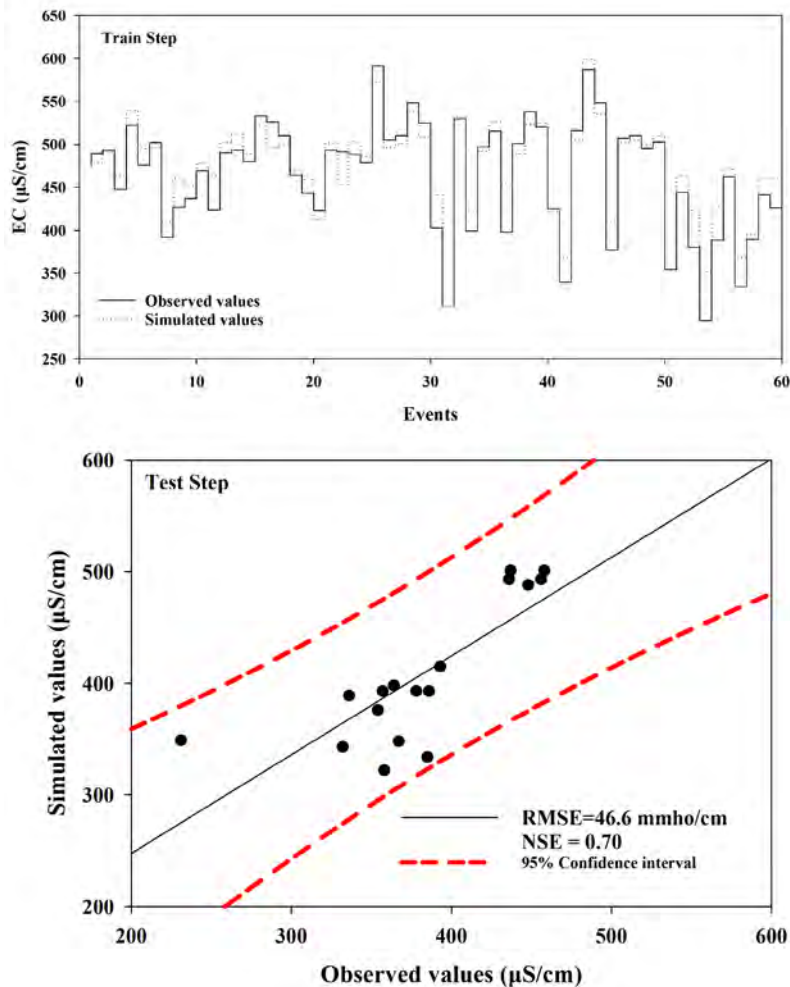 650
Train Step
600
550
500
450
400
350
300
250
EC (µS/cm)
Observed values
Simulated values
0 10 20 30 40 50 60
Events
600
Test Step
500
400
300
200
Simulated values (µS/cm)
RMSE=46.6 mmho/cm
NSE = 0.70
95% Confidence interval
200 300 400 500 600
Observed values (µS/cm)